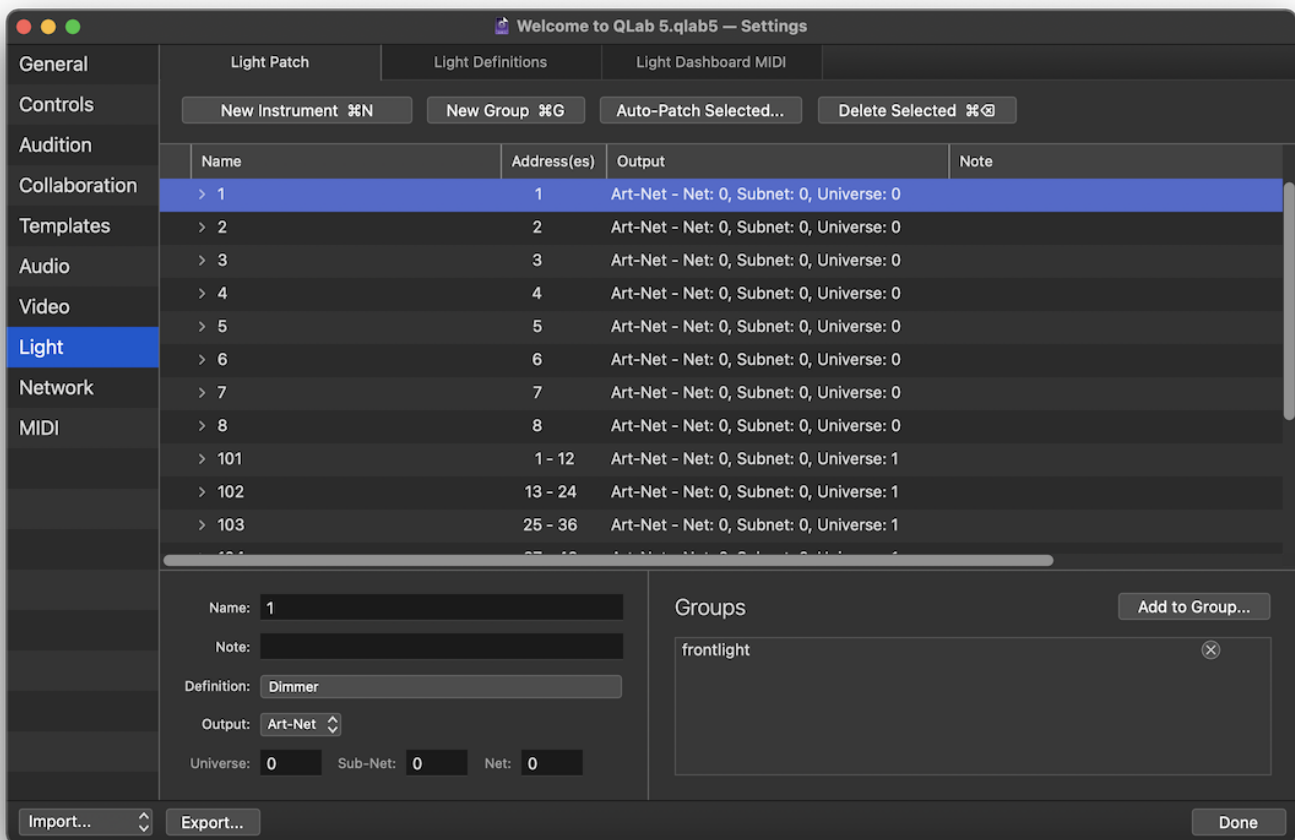 Welcome to QLab 5.qlab5 — Settings
General
Controls
Audition
Collaboration
Templates
Audio
Video
Light
Network
MIDI
Light Patch Light Definitions Light Dashboard MIDI
New Instrument ⌘N New Group ⌘G Auto-Patch Selected... Delete Selected ⌘⌫
Name Address(es) Output Note
1 1 Art-Net - Net: 0, Subnet: 0, Universe: 0
2 2 Art-Net - Net: 0, Subnet: 0, Universe: 0
3 3 Art-Net - Net: 0, Subnet: 0, Universe: 0
4 4 Art-Net - Net: 0, Subnet: 0, Universe: 0
5 5 Art-Net - Net: 0, Subnet: 0, Universe: 0
6 6 Art-Net - Net: 0, Subnet: 0, Universe: 0
7 7 Art-Net - Net: 0, Subnet: 0, Universe: 0
8 8 Art-Net - Net: 0, Subnet: 0, Universe: 0
101 1 - 12 Art-Net - Net: 0, Subnet: 0, Universe: 1
102 13 - 24 Art-Net - Net: 0, Subnet: 0, Universe: 1
103 25 - 36 Art-Net - Net: 0, Subnet: 0, Universe: 1
Name: 1
Note:
Definition: Dimmer
Output: Art-Net
Universe: 0 Sub-Net: 0 Net: 0
Groups Add to Group...
frontlight
Import... Export... Done